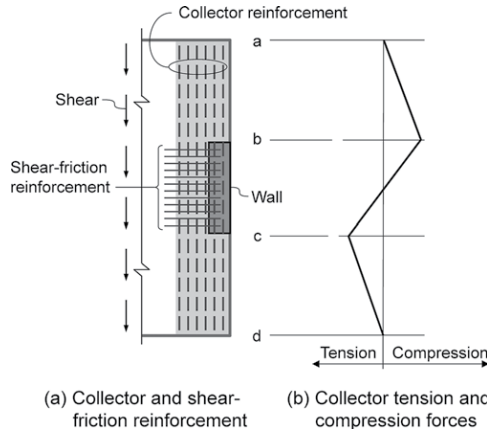 Collector reinforcement
a
Shear
b
Shear-friction
reinforcement
Wall
c
d
Tension
Compression
(a) Collector and shear-
friction reinforcement
(b) Collector tension and
compression forces